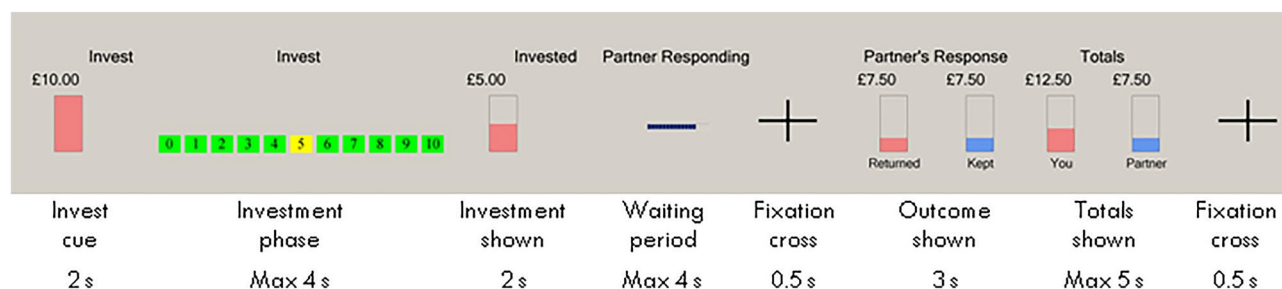 Invest
Invest
Invested
Partner Responding
Partner's Response
Totals
£10.00
£5.00
£7.50
£7.50
£12.50
£7.50
0 1 2 3 4 5 6 7 8 9 10
Returned
Kept
You
Partner
Invest cue
Investment phase
Investment shown
Waiting period
Fixation cross
Outcome shown
Totals shown
Fixation cross
2 s
Max 4 s
2 s
Max 4 s
0.5 s
3 s
Max 5 s
0.5 s